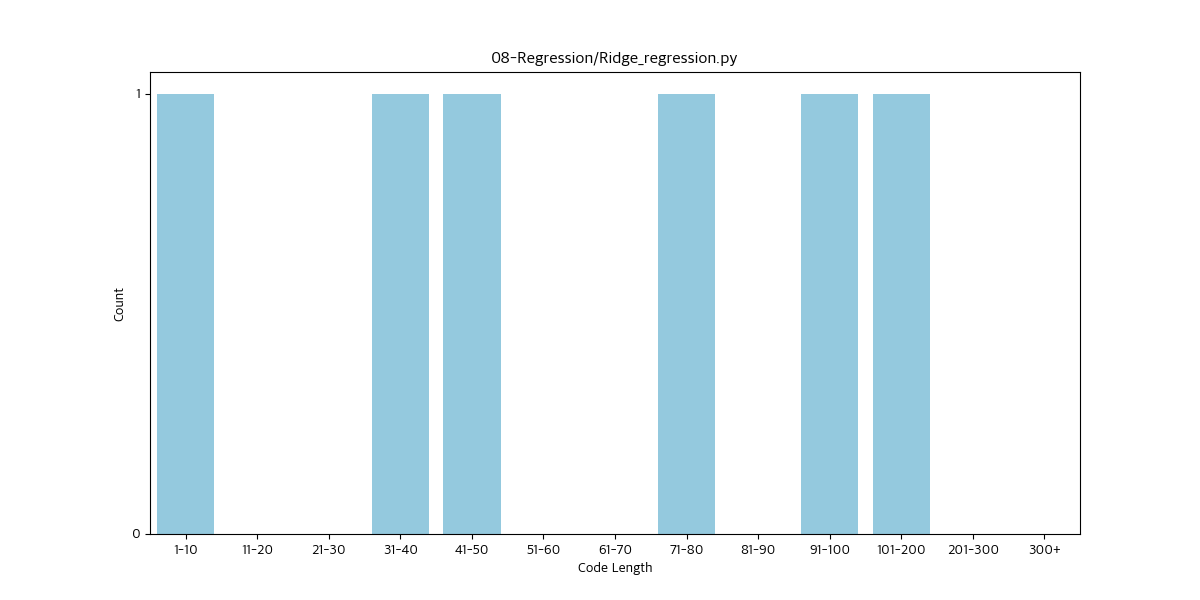 08-Regression/Ridge_regression.py
1
Count
0
1-10 11-20 21-30 31-40 41-50 51-60 61-70 71-80 81-90 91-100 101-200 201-300 300+
Code Length